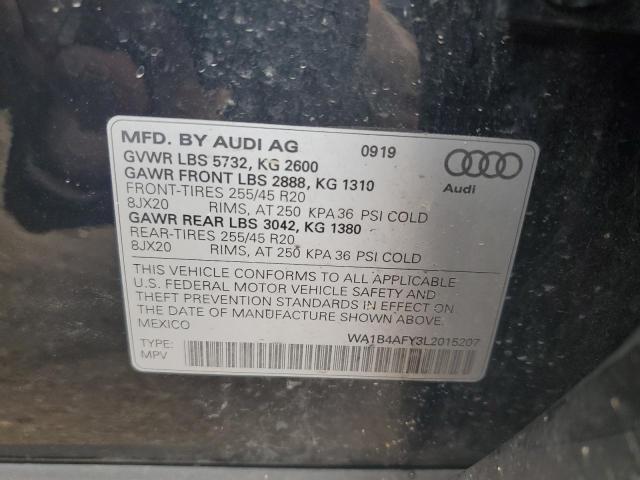 MFD. BY AUDI AG 0919
GVWR LBS 5732, KG 2600
GAWR FRONT LBS 2888, KG 1310
FRONT-TIRES 255/45 R20
8JX20 RIMS, AT 250 KPA 36 PSI COLD
GAWR REAR LBS 3042, KG 1380
REAR-TIRES 255/45 R20
8JX20 RIMS, AT 250 KPA 36 PSI COLD
Audi
THIS VEHICLE CONFORMS TO ALL APPLICABLE
U.S. FEDERAL MOTOR VEHICLE SAFETY AND
THEFT PREVENTION STANDARDS IN EFFECT ON
THE DATE OF MANUFACTURE SHOWN ABOVE.
MEXICO
WA1B4AFY3L2015207
TYPE:
MPV